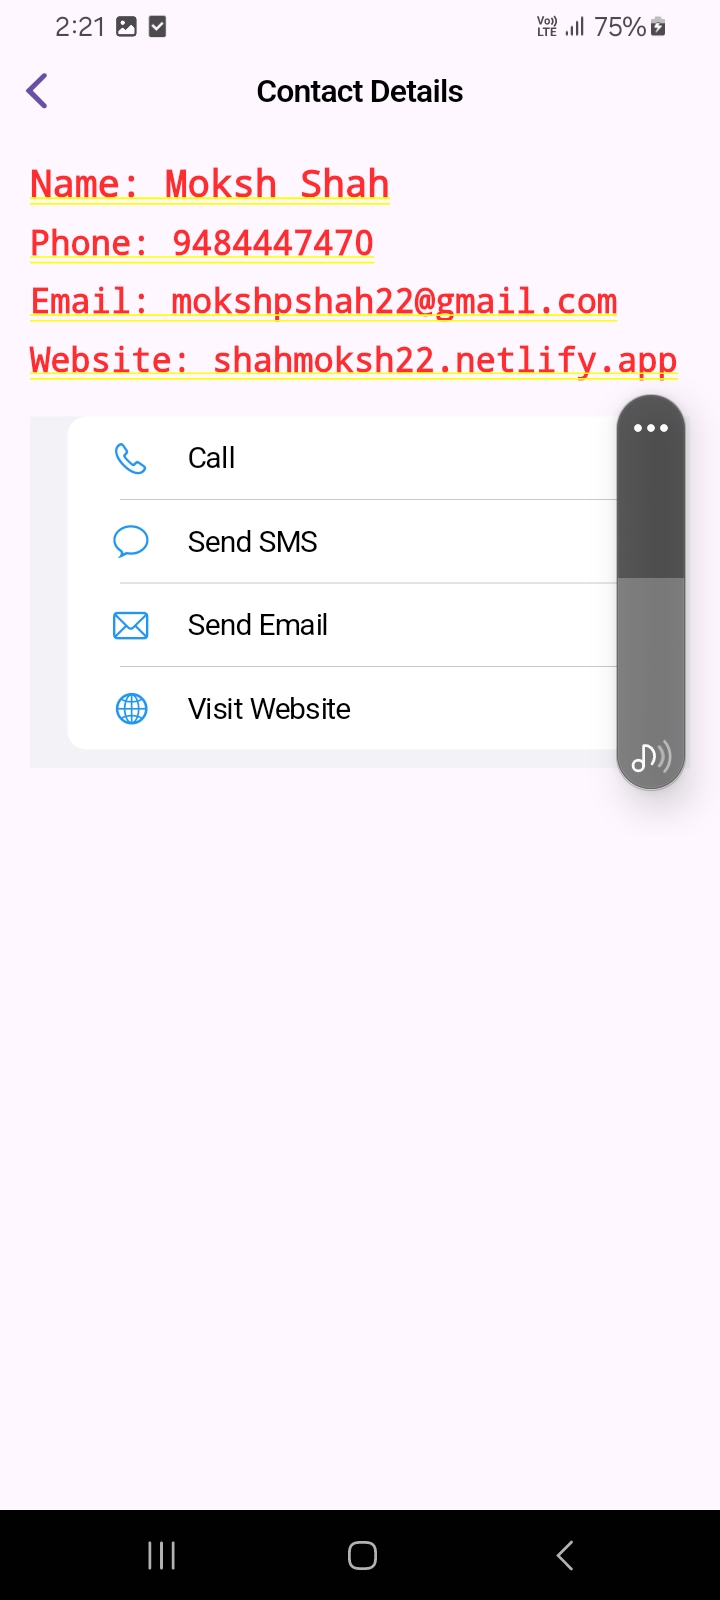 2:21 Vo)) LTE 75%
Contact Details
Name: Moksh Shah
Phone: 9484447470
Email: mokshpshah22@gmail.com
Website: shahmoksh22.netlify.app
Call
Send SMS
Send Email
Visit Website